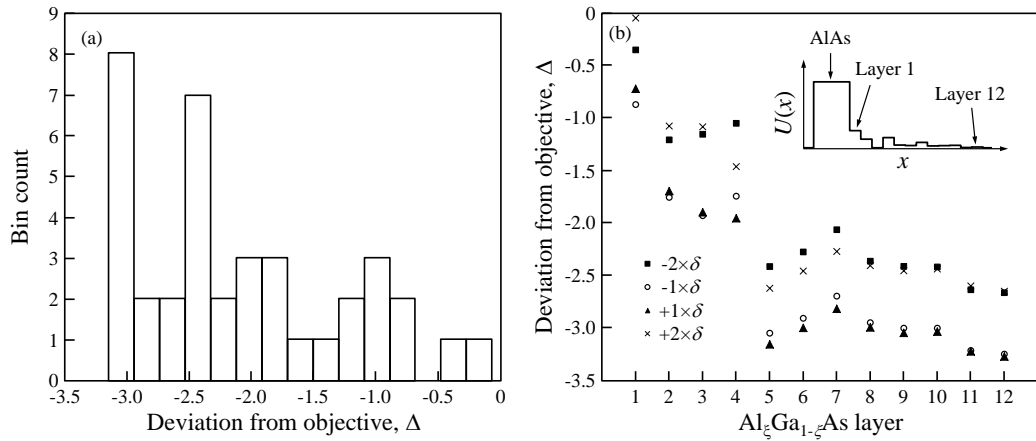 (a)
9
8
7
6
5
4
3
2
1
0
Bin count
-3.5 -3.0 -2.5 -2.0 -1.5 -1.0 -0.5 0.0
Deviation from objective, Δ
(b)
0
-0.5
-1.0
-1.5
-2.0
-2.5
-3.0
-3.5
Deviation from objective, Δ
AlAs
Layer 1
Layer 12
U(x)
x
-2×δ
-1×δ
+1×δ
+2×δ
1 2 3 4 5 6 7 8 9 10 11 12
AlξGa1-ξAs layer